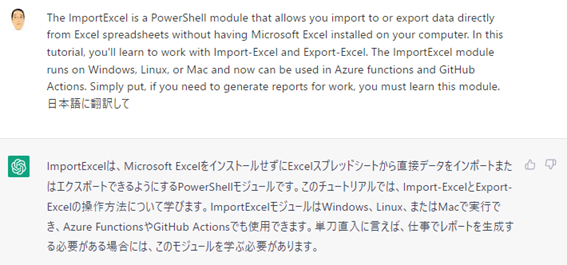 The ImportExcel is a PowerShell module that allows you import to or export data directly
from Excel spreadsheets without having Microsoft Excel installed on your computer. In this
tutorial, you'll learn to work with Import-Excel and Export-Excel. The ImportExcel module
runs on Windows, Linux, or Mac and now can be used in Azure functions and GitHub
Actions. Simply put, if you need to generate reports for work, you must learn this module.
日本語に翻訳して
ImportExcelは、Microsoft ExcelをインストールせずにExcelスプレッドシートから直接データをインポートまた
はエクスポートできるようにするPowerShellモジュールです。このチュートリアルでは、Import-ExcelとExport-
Excelの操作方法について学びます。ImportExcelモジュールはWindows、Linux、またはMacで実行で
き、Azure FunctionsやGitHub Actionsでも使用できます。単刀直入に言えば、仕事でレポートを生成す
る必要がある場合には、このモジュールを学ぶ必要があります。